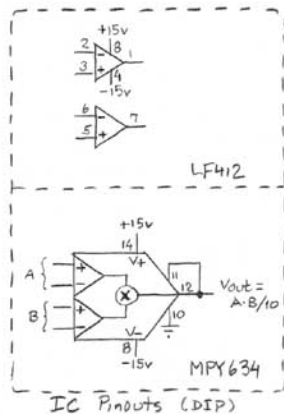 +15v
2 - 8 1
3 + 4
-15v
6 - 7
5 +
LF412
+15v
14
V+
11
A + -
X
12
Vout =
A·B/10
B + -
10
V-
8
-15v
MPY634
IC Pinouts (DIP)